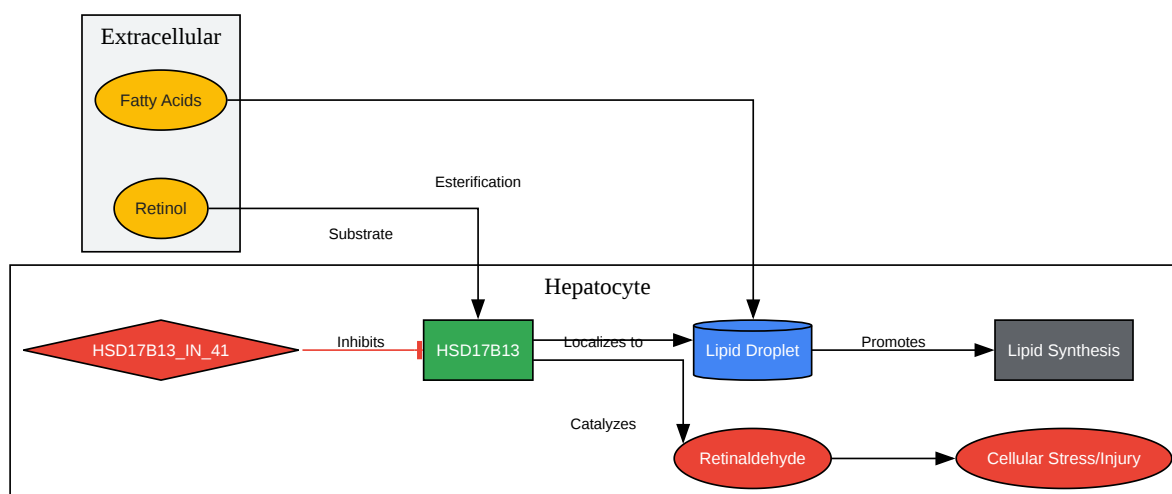 Extracellular
Fatty Acids
Esterification
Retinol
Substrate
Hepatocyte
HSD17B13_IN_41
Inhibits
HSD17B13
Localizes to
Lipid Droplet
Promotes
Lipid Synthesis
Catalyzes
Retinaldehyde
Cellular Stress/Injury